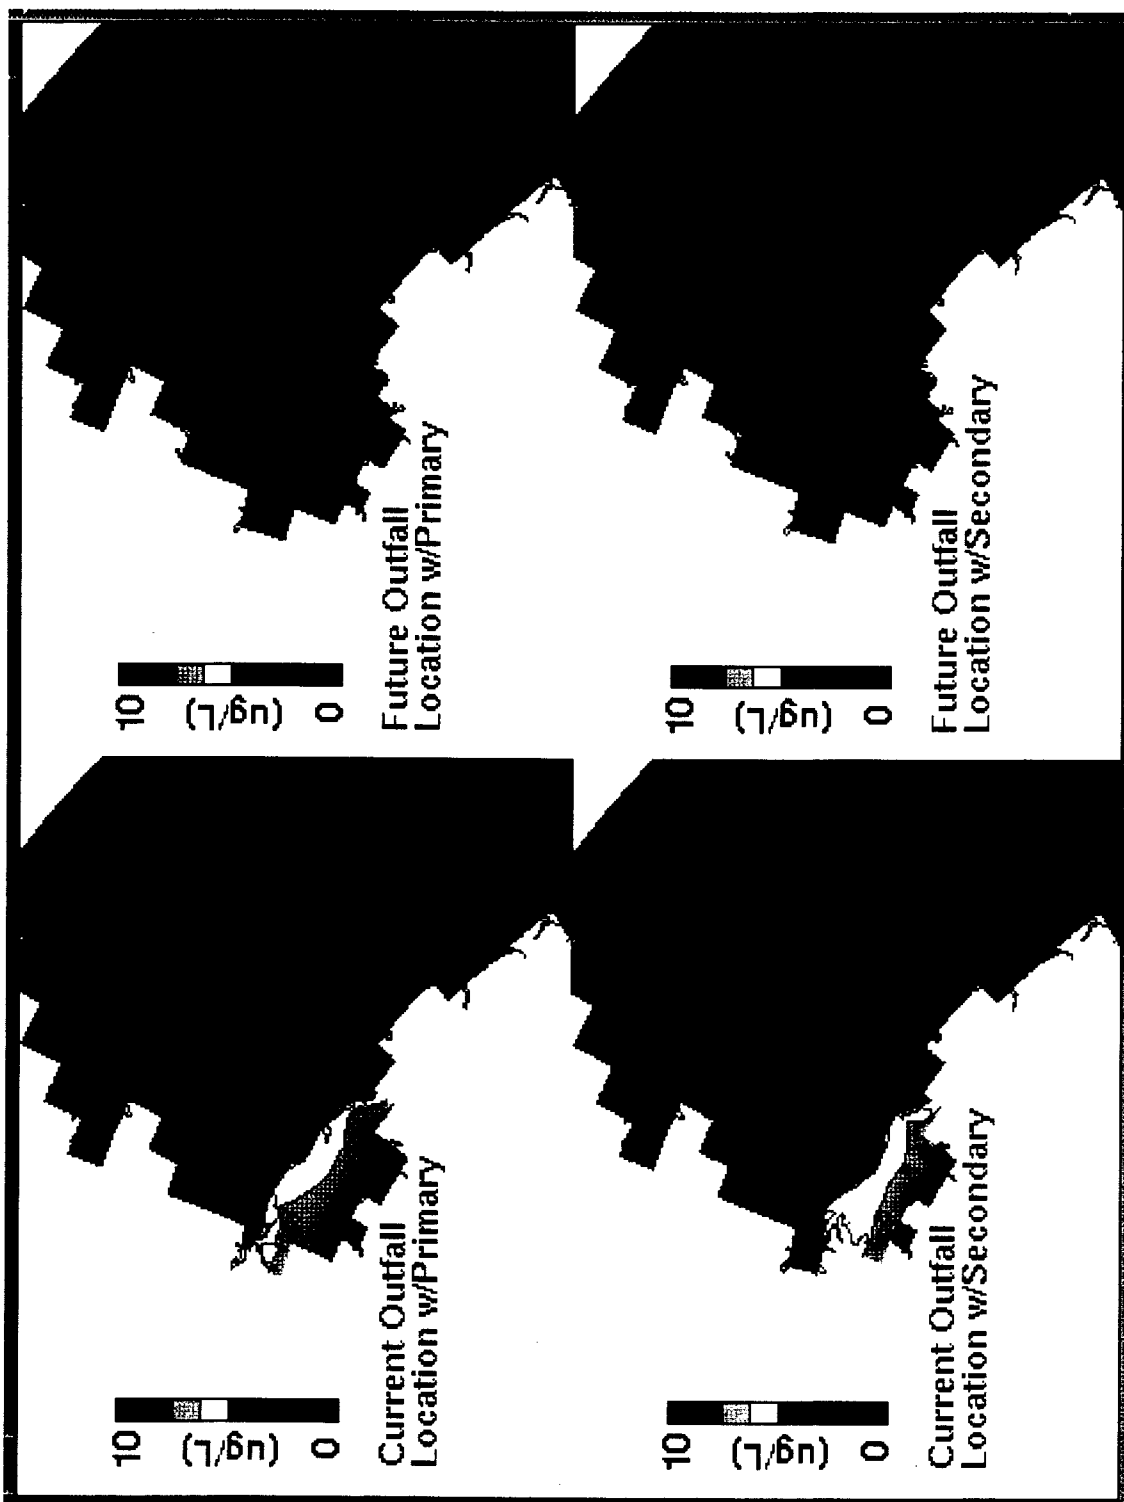 10
(ug/L)
0
Current Outfall
Location w/Primary
10
(ug/L)
0
Future Outfall
Location w/Primary
10
(ug/L)
0
Current Outfall
Location w/Secondary
10
(ug/L)
0
Future Outfall
Location w/Secondary